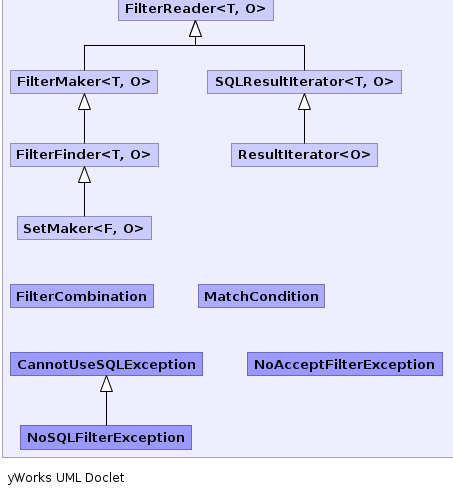 FilterReader<T, O>
FilterMaker<T, O>
SQLResultIterator<T, O>
FilterFinder<T, O>
ResultIterator<O>
SetMaker<F, O>
FilterCombination
MatchCondition
CannotUseSQLException
NoAcceptFilterException
NoSQLFilterException
yWorks UML Doclet